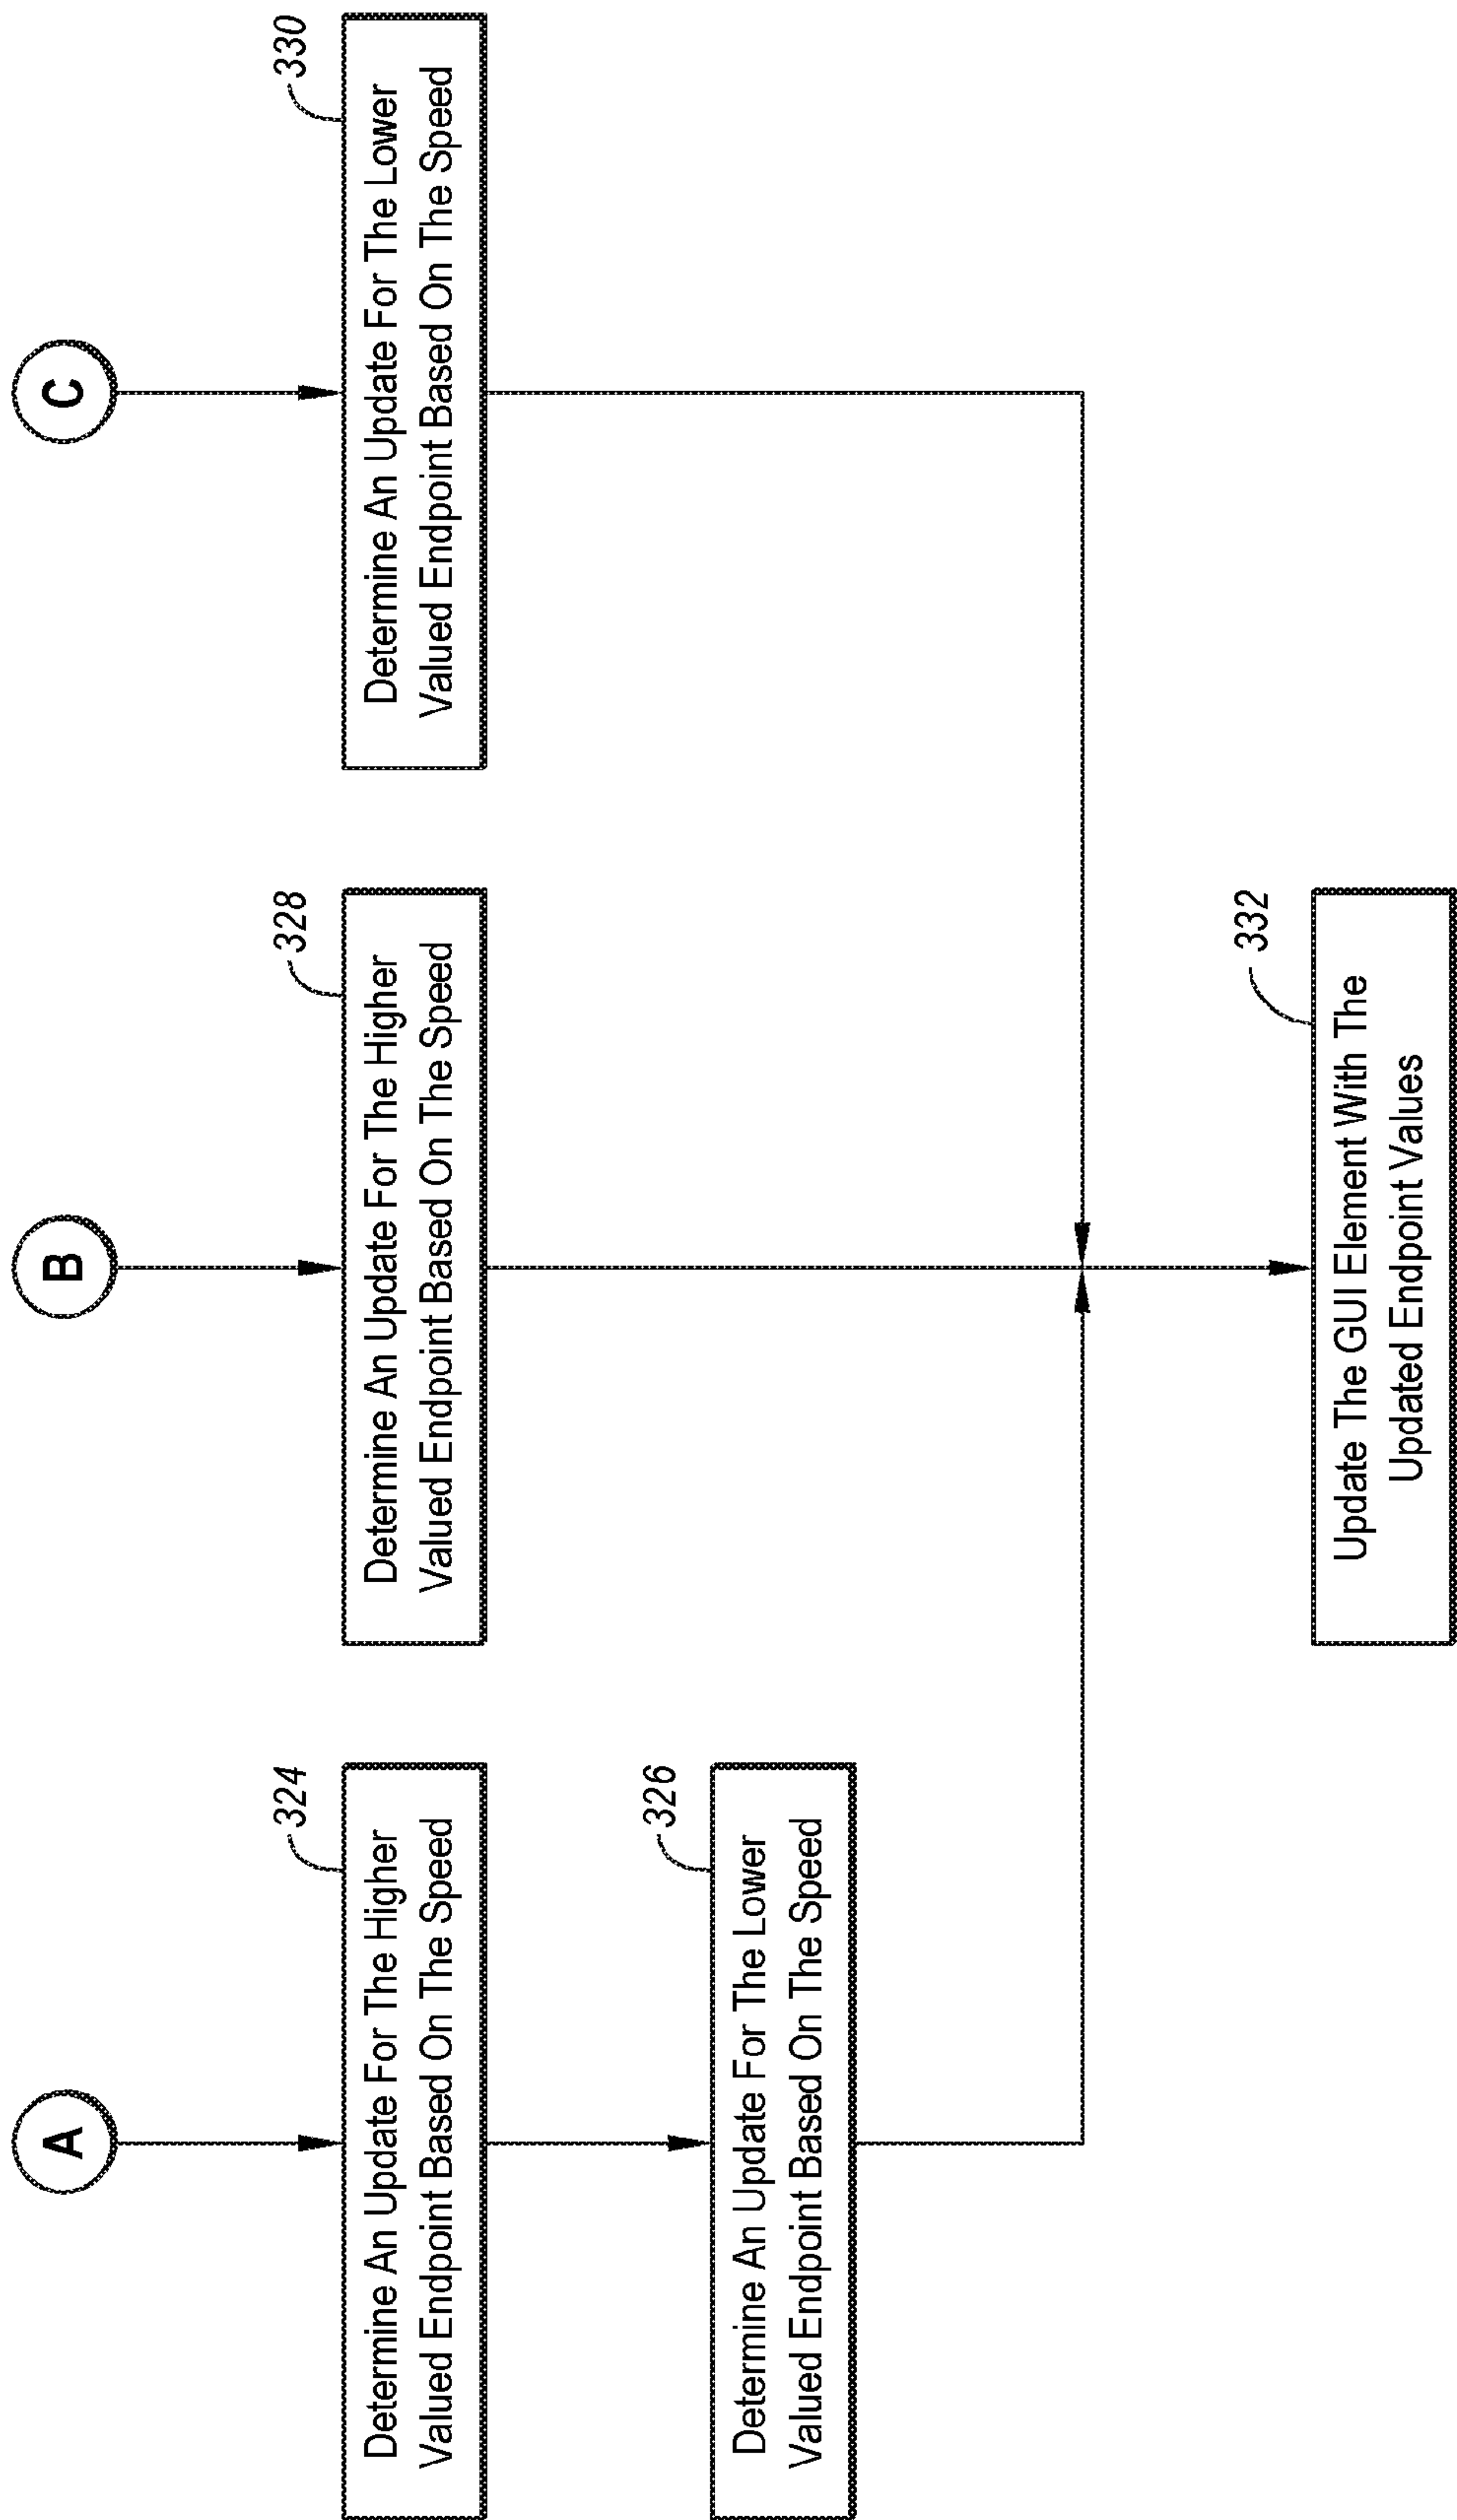 A
324
Determine An Update For The Higher
Valued Endpoint Based On The Speed
326
Determine An Update For The Lower
Valued Endpoint Based On The Speed
B
328
Determine An Update For The Higher
Valued Endpoint Based On The Speed
C
330
Determine An Update For The Lower
Valued Endpoint Based On The Speed
332
Update The GUI Element With The
Updated Endpoint Values